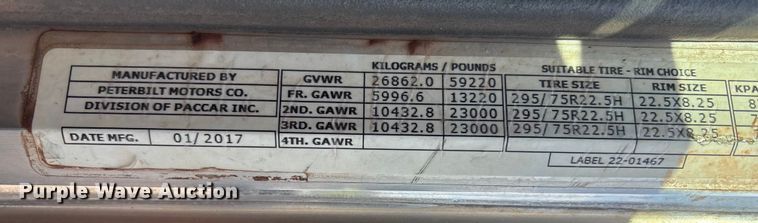 KILOGRAMS / POUNDS SUITABLE TIRE - RIM CHOICE
MANUFACTURED BY GVWR 26862.0 59220 TIRE SIZE RIM SIZE KPA
PETERBILT MOTORS CO. FR. GAWR 5996.6 13220 295/ 75R22.5H 22.5X8.25
DIVISION OF PACCAR INC. 2ND. GAWR 10432.8 23000 295/ 75R22.5H 22.5X8.25
3RD. GAWR 10432.8 23000 295/ 75R22.5H 22.5X8.25
DATE MFG. 01/2017 4TH. GAWR
LABEL 22-01467
Purple Wave Auction